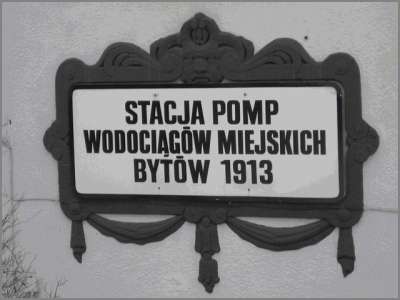 STACJA POMP
WODOCIĄGÓW MIEJSKICH
BYTÓW 1913